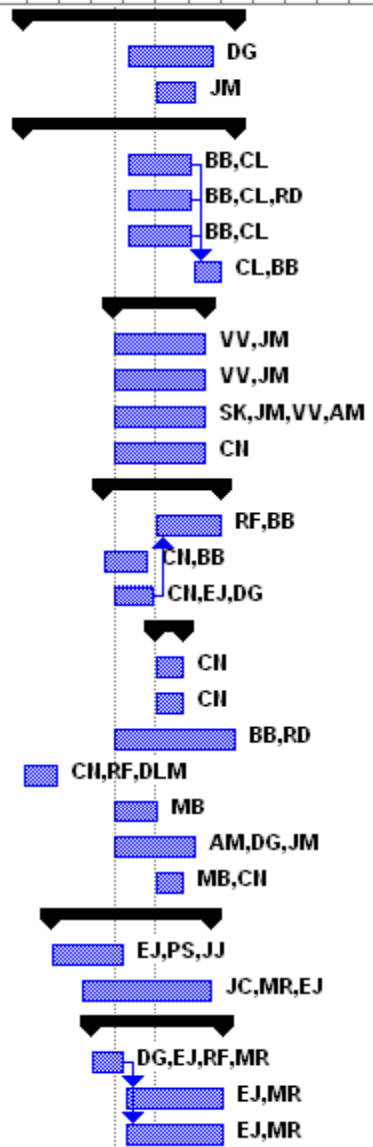 DG
JM
BB,CL
BB,CL,RD
BB,CL
CL,BB
VV,JM
VV,JM
SK,JM,VV,AM
CN
RF,BB
CN,BB
CN,EJ,DG
CN
CN
BB,RD
CN,RF,DLM
MB
AM,DG,JM
MB,CN
EJ,PS,JJ
JC,MR,EJ
DG,EJ,RF,MR
EJ,MR
EJ,MR